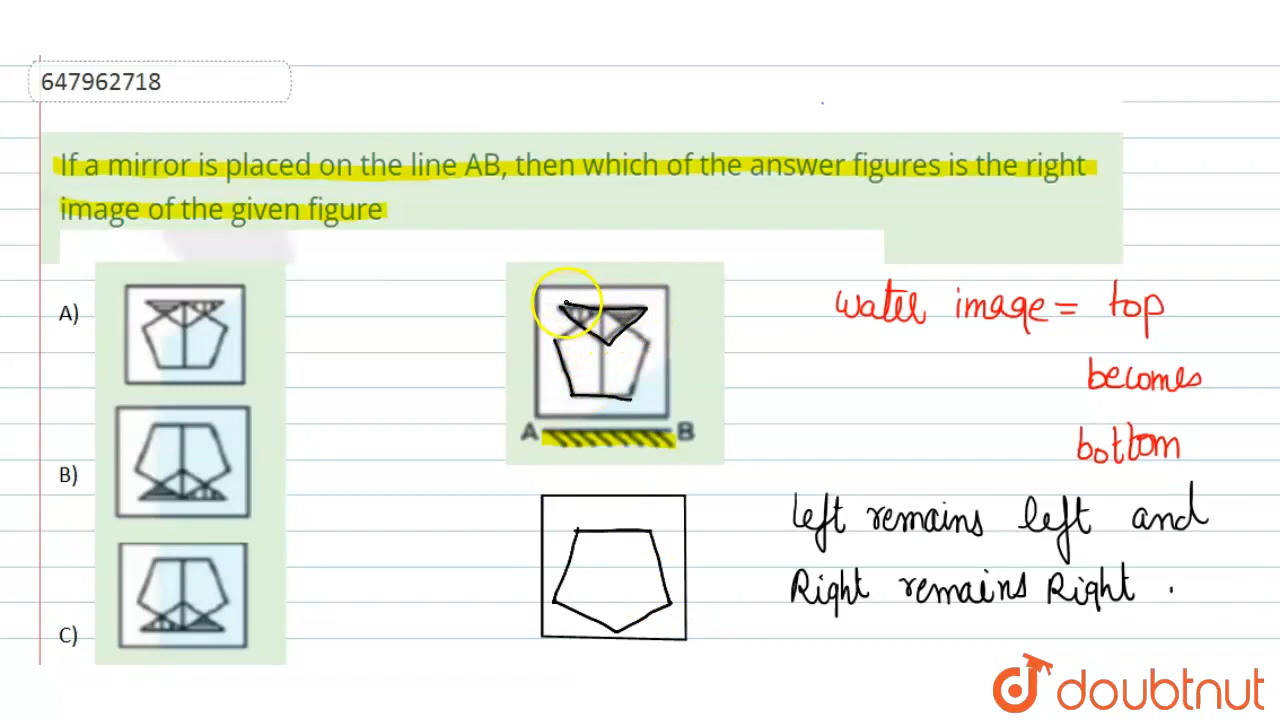 647962718
If a mirror is placed on the line AB, then which of the answer figures is the right
image of the given figure
A)
B)
C)
A B
water image = top
becomes
bottom
left remains left and
Right remains Right .
doubtnut